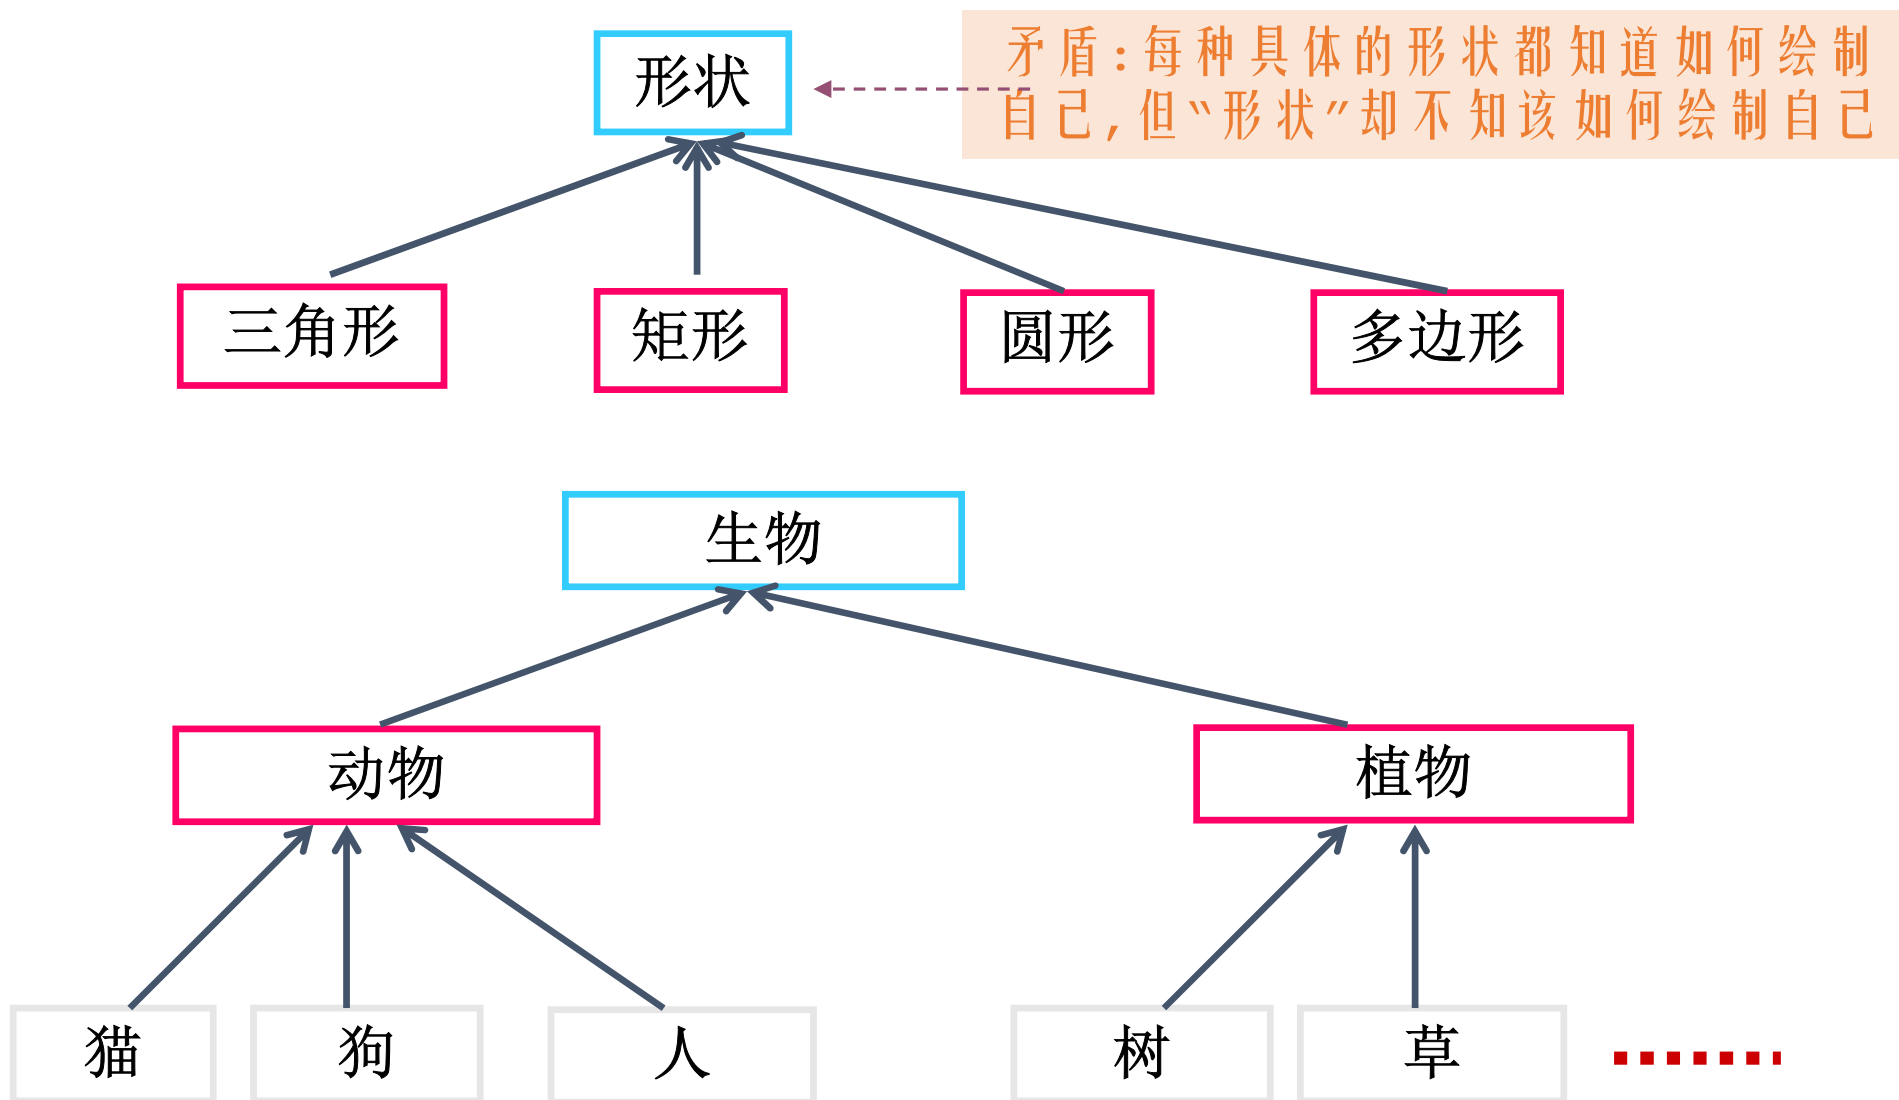 形状
矛盾:每种具体的形状都知道如何绘制
自己,但“形状”却不知该如何绘制自己
三角形
矩形
圆形
多边形
生物
动物
植物
猫
狗
人
树
草